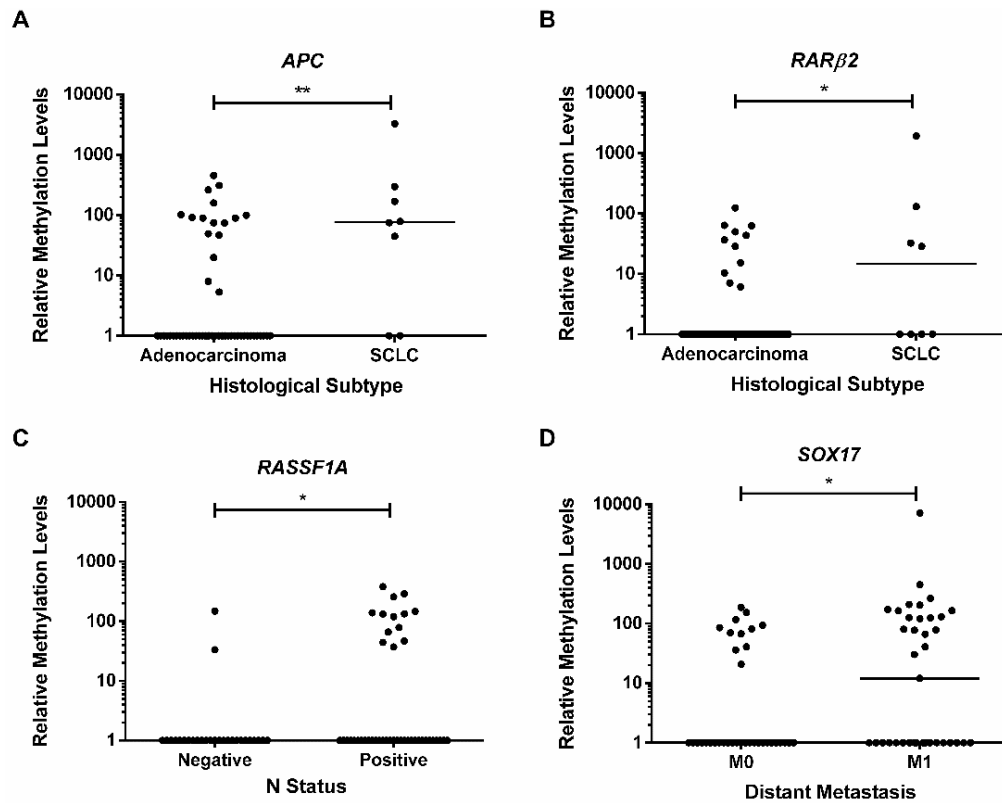 A
APC
**
Relative Methylation Levels
10000
1000
100
10
1
Adenocarcinoma SCLC
Histological Subtype
B
RARβ2
*
Relative Methylation Levels
10000
1000
100
10
1
Adenocarcinoma SCLC
Histological Subtype
C
RASSF1A
*
Relative Methylation Levels
10000
1000
100
10
1
Negative Positive
N Status
D
SOX17
*
Relative Methylation Levels
10000
1000
100
10
1
M0 M1
Distant Metastasis